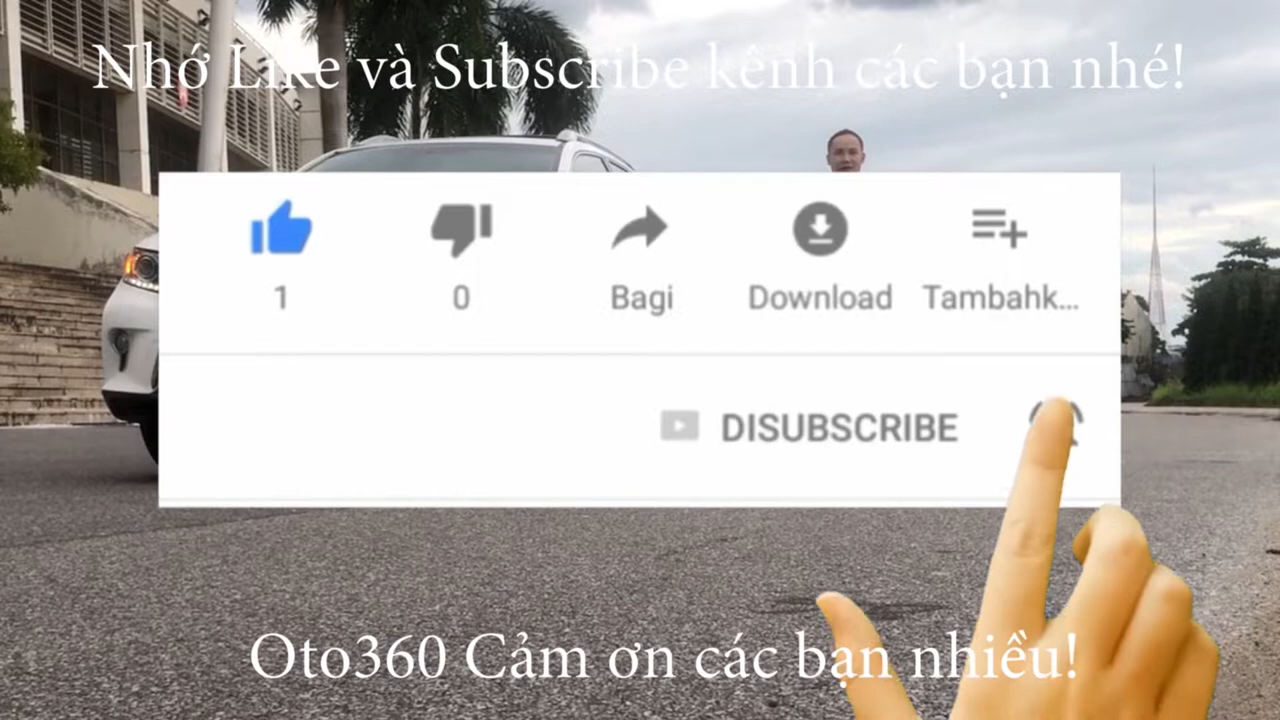 Nhớ Like và Subscribe kênh các bạn nhé!
1 0 Bagi Download Tambahk...
DISUBSCRIBE
Oto360 Cảm ơn các bạn nhiều!